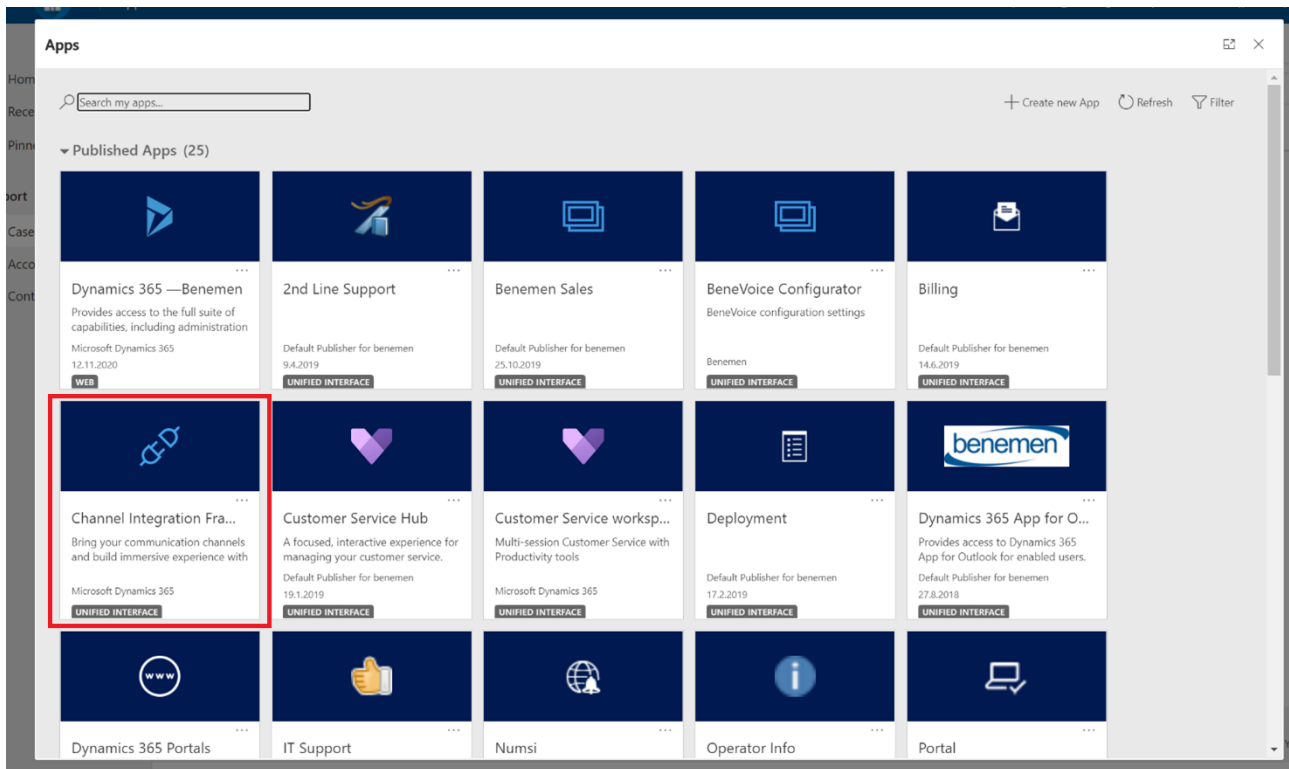 Apps
Hom
Search my apps...
Create new App
Refresh
Filter
Rece
Pinn
Published Apps (25)
port
Case
Acco
Cont
Dynamics 365 —Benemen
Provides access to the full suite of
capabilities, including administration
Microsoft Dynamics 365
12.11.2020
WEB
2nd Line Support
Default Publisher for benemen
9.4.2019
UNIFIED INTERFACE
Benemen Sales
Default Publisher for benemen
25.10.2019
UNIFIED INTERFACE
BeneVoice Configurator
BeneVoice configuration settings
Benemen
UNIFIED INTERFACE
Billing
Default Publisher for benemen
14.6.2019
UNIFIED INTERFACE
Channel Integration Fra...
Bring your communication channels
and build immersive experience with
Microsoft Dynamics 365
UNIFIED INTERFACE
Customer Service Hub
A focused, interactive experience for
managing your customer service.
Default Publisher for benemen
19.1.2019
UNIFIED INTERFACE
Customer Service worksp...
Multi-session Customer Service with
Productivity tools
Microsoft Dynamics 365
UNIFIED INTERFACE
Deployment
Default Publisher for benemen
17.2.2019
UNIFIED INTERFACE
benemen
Dynamics 365 App for O...
Provides access to Dynamics 365
App for Outlook for enabled users.
Default Publisher for benemen
27.8.2018
UNIFIED INTERFACE
www
Dynamics 365 Portals
IT Support
Numsi
Operator Info
Portal